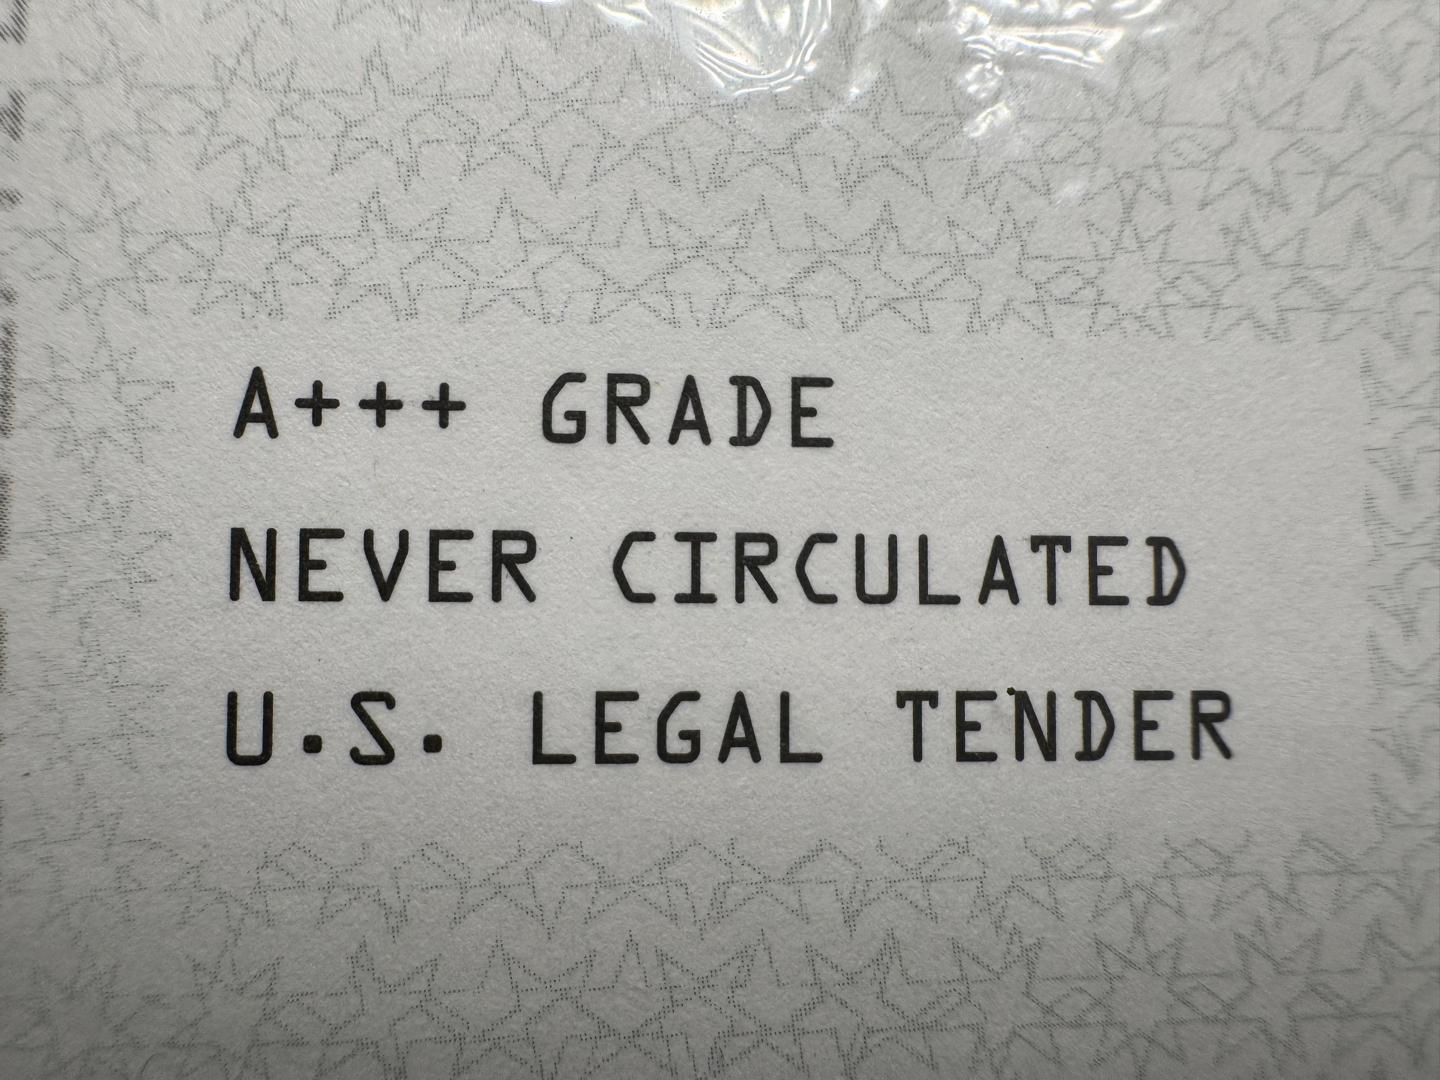 A+++ GRADE
NEVER CIRCULATED
U.S. LEGAL TENDER